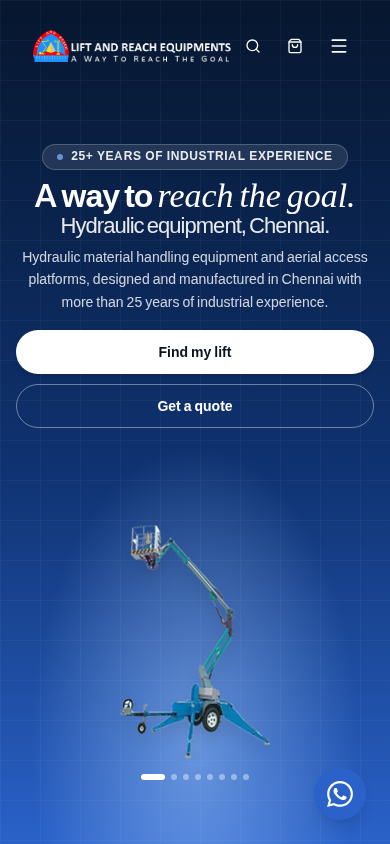 LIFT AND REACH EQUIPMENTS
A WAY TO REACH THE GOAL
25+ YEARS OF INDUSTRIAL EXPERIENCE
A way to reach the goal.
Hydraulic equipment, Chennai.
Hydraulic material handling equipment and aerial access
platforms, designed and manufactured in Chennai with
more than 25 years of industrial experience.
Find my lift
Get a quote